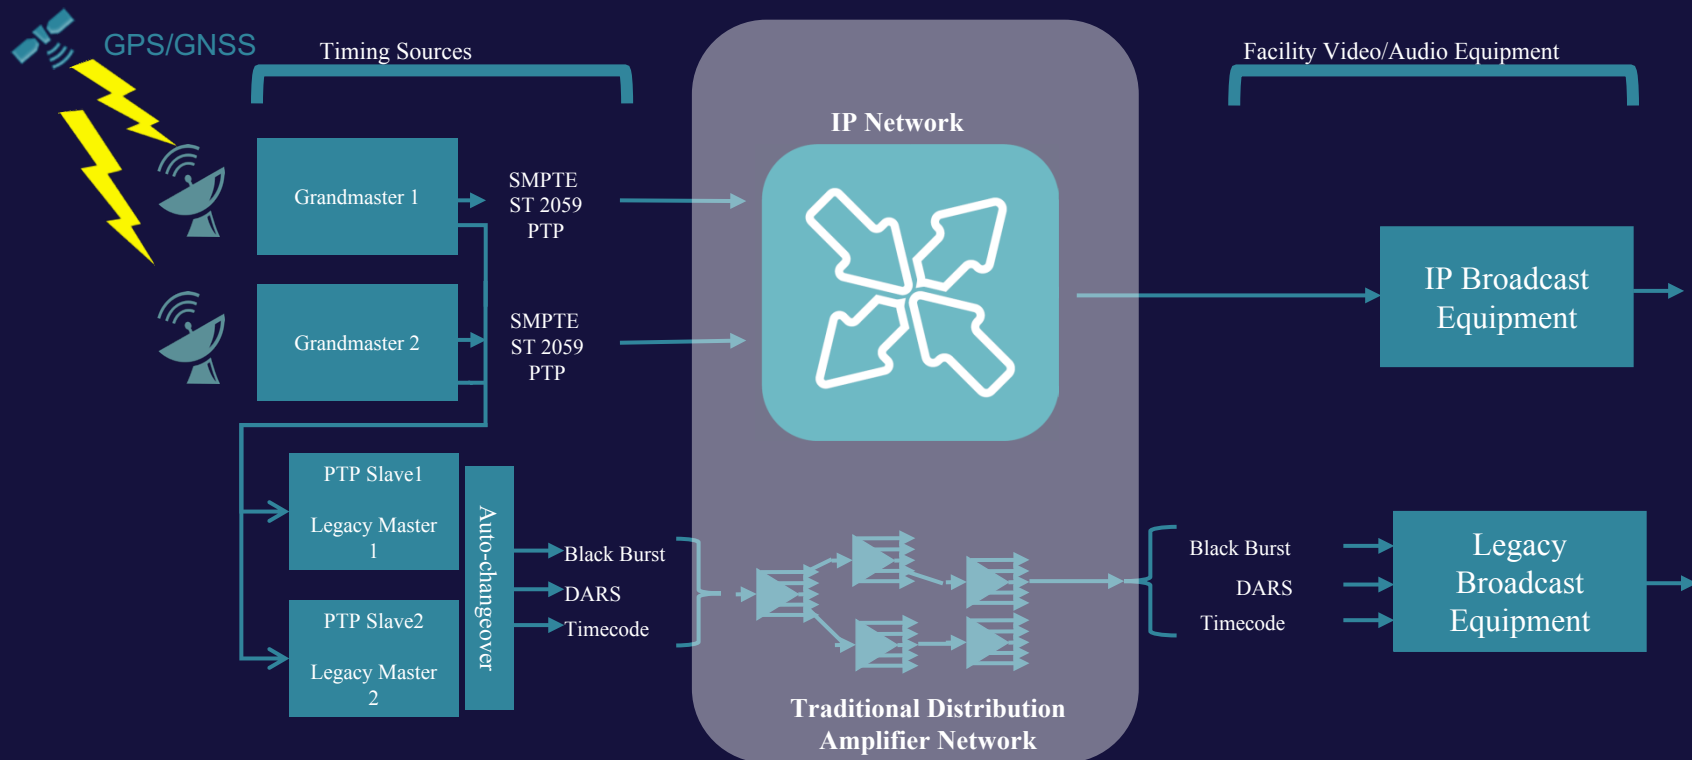 GPS/GNSS
Timing Sources
Facility Video/Audio Equipment
IP Network
Grandmaster 1
SMPTE
ST 2059
PTP
Grandmaster 2
SMPTE
ST 2059
PTP
IP Broadcast
Equipment
PTP Slave1
Legacy Master
1
PTP Slave2
Legacy Master
2
Auto-changeover
Black Burst
DARS
Timecode
Traditional Distribution
Amplifier Network
Black Burst
DARS
Timecode
Legacy
Broadcast
Equipment